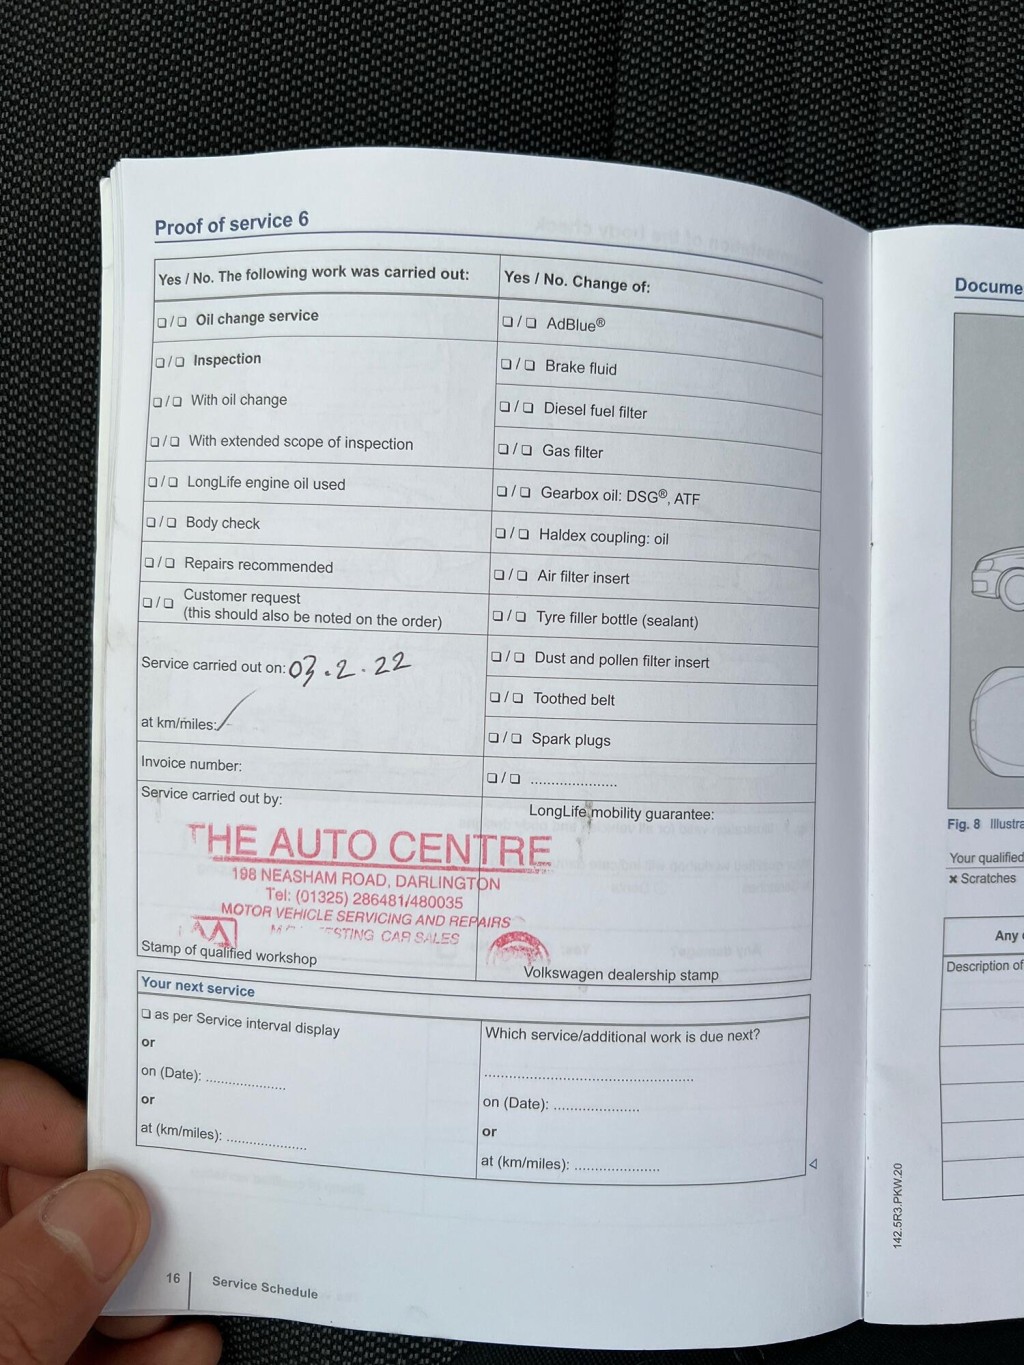 Proof of service 6
Yes / No. The following work was carried out:
❑ / ❑ Oil change service
❑ / ❑ Inspection
❑ / ❑ With oil change
❑ / ❑ With extended scope of inspection
❑ / ❑ LongLife engine oil used
❑ / ❑ Body check
❑ / ❑ Repairs recommended
❑ / ❑ Customer request
(this should also be noted on the order)
Service carried out on: 03.2.22
at km/miles:
Invoice number:
Service carried out by:
Yes / No. Change of:
❑ / ❑ AdBlue®
❑ / ❑ Brake fluid
❑ / ❑ Diesel fuel filter
❑ / ❑ Gas filter
❑ / ❑ Gearbox oil: DSG®, ATF
❑ / ❑ Haldex coupling: oil
❑ / ❑ Air filter insert
❑ / ❑ Tyre filler bottle (sealant)
❑ / ❑ Dust and pollen filter insert
❑ / ❑ Toothed belt
❑ / ❑ Spark plugs
❑ / ❑ .....................
LongLife mobility guarantee:
THE AUTO CENTRE
198 NEASHAM ROAD, DARLINGTON
Tel: (01325) 286481/480035
MOTOR VEHICLE SERVICING AND REPAIRS
CAR SALES
Stamp of qualified workshop
Volkswagen dealership stamp
Your next service
❑ as per Service interval display
or
on (Date): ....................
or
at (km/miles): ....................
Which service/additional work is due next?
....................................................
on (Date): ......................
or
at (km/miles): ......................
16
Service Schedule
Docume
Fig. 8 Illustra
Your qualified
× Scratches
Any
Description of
142.5R3.PKW.20